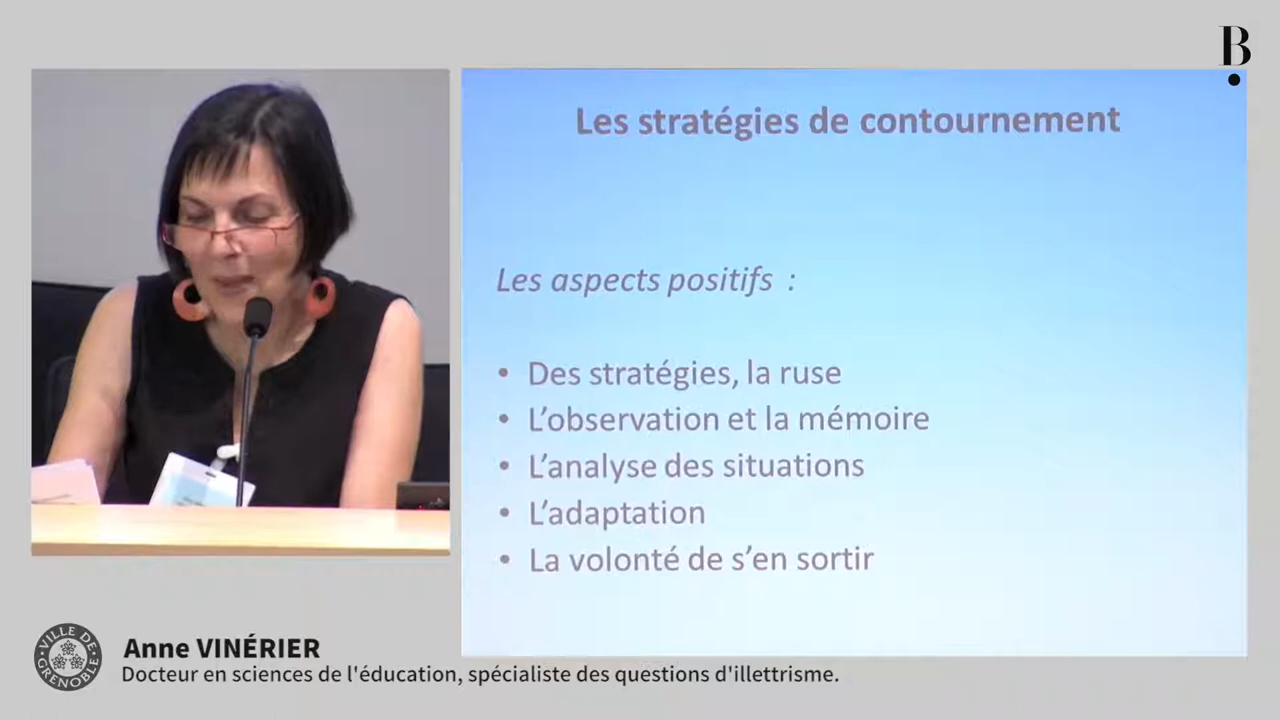 B
Les stratégies de contournement
Les aspects positifs :
• Des stratégies, la ruse
• L’observation et la mémoire
• L’analyse des situations
• L’adaptation
• La volonté de s’en sortir
VILLE DE GRENOBLE
Anne VINÉRIER
Docteur en sciences de l'éducation, spécialiste des questions d'illettrisme.